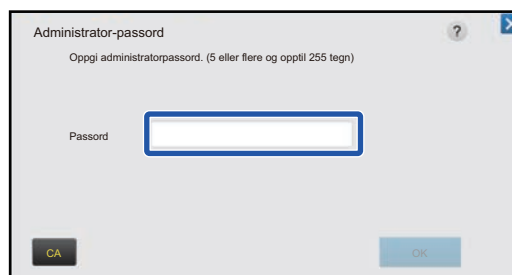 Administrator-passord
?
Oppgi administratorpassord. (5 eller flere og opptil 255 tegn)
Passord
CA
OK